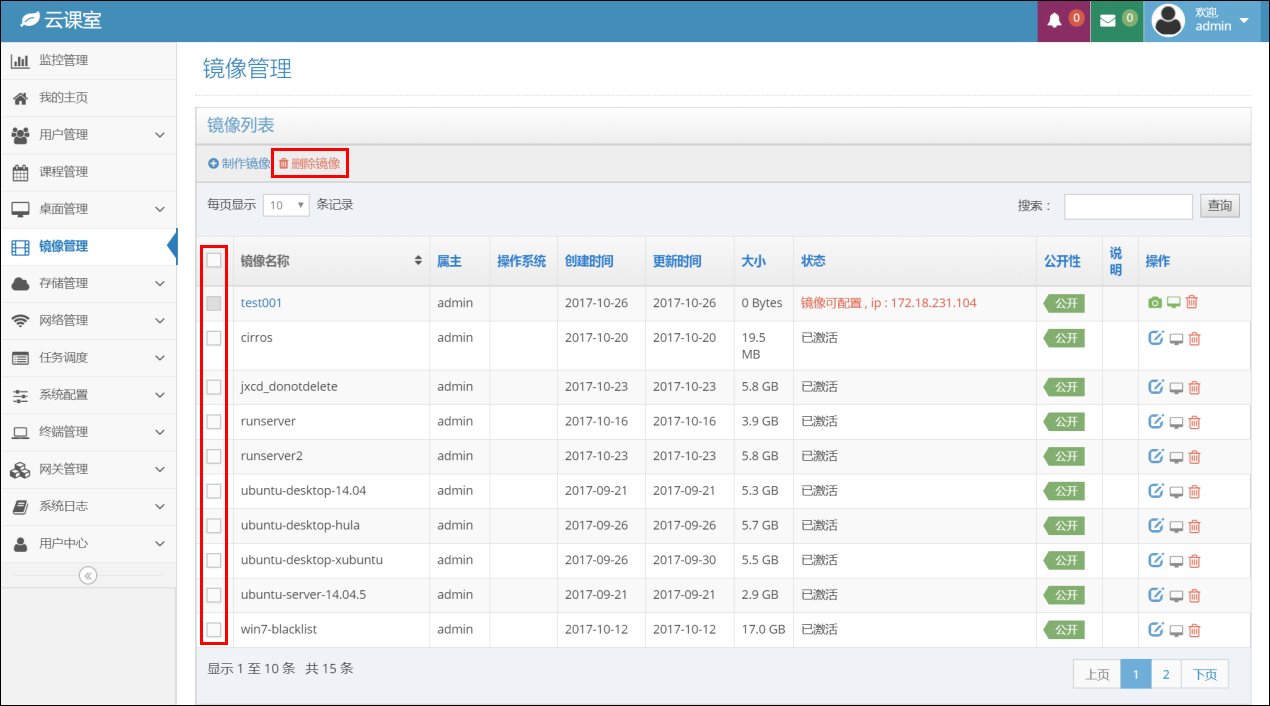 云课室
0
0
欢迎,
admin
监控管理
我的主页
用户管理
课程管理
桌面管理
镜像管理
存储管理
网络管理
任务调度
系统配置
终端管理
网关管理
系统日志
用户中心
镜像管理
镜像列表
制作镜像 删除镜像
每页显示 10 条记录 搜索： 查询
镜像名称 属主 操作系统 创建时间 更新时间 大小 状态 公开性 说明 操作
test001 admin 2017-10-26 2017-10-26 0 Bytes 镜像可配置 , ip : 172.18.231.104 公开
cirros admin 2017-10-20 2017-10-20 19.5 MB 已激活 公开
jxcd_donotdelete admin 2017-10-23 2017-10-23 5.8 GB 已激活 公开
runserver admin 2017-10-16 2017-10-16 3.9 GB 已激活 公开
runserver2 admin 2017-10-23 2017-10-23 5.8 GB 已激活 公开
ubuntu-desktop-14.04 admin 2017-09-21 2017-09-21 5.3 GB 已激活 公开
ubuntu-desktop-hula admin 2017-09-26 2017-09-26 5.7 GB 已激活 公开
ubuntu-desktop-xubuntu admin 2017-09-26 2017-09-30 5.5 GB 已激活 公开
ubuntu-server-14.04.5 admin 2017-09-21 2017-09-21 2.9 GB 已激活 公开
win7-blacklist admin 2017-10-12 2017-10-12 17.0 GB 已激活 公开
显示 1 至 10 条 共 15 条
上页 1 2 下页